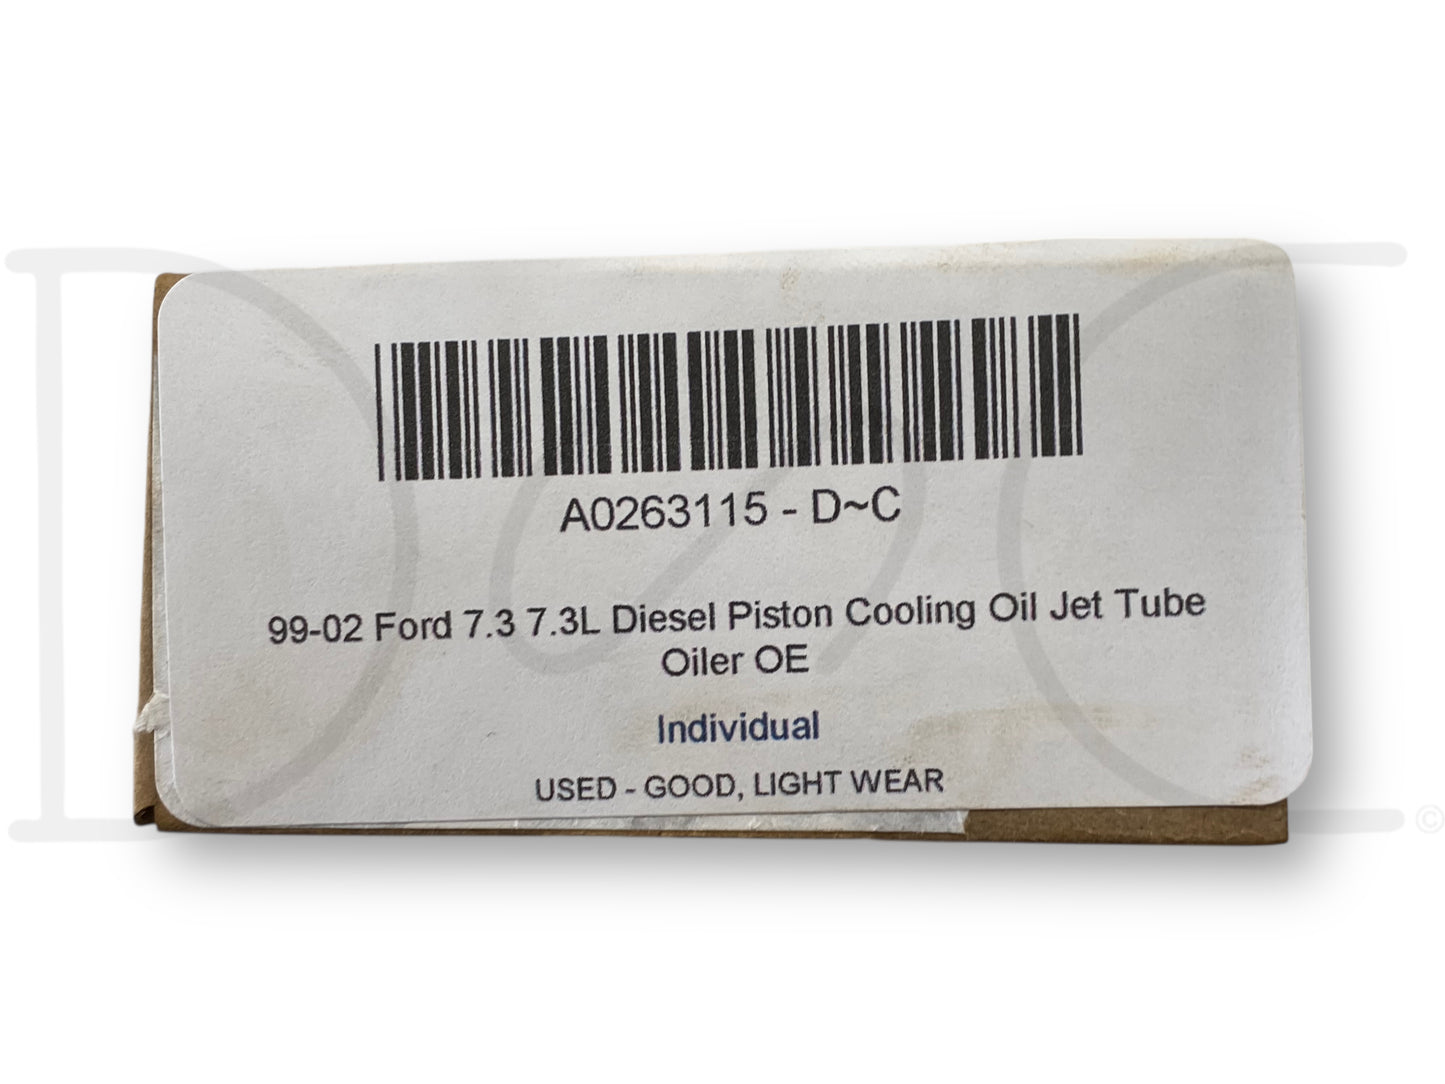 A0263115 - D~C
99-02 Ford 7.3 7.3L Diesel Piston Cooling Oil Jet Tube
Oiler OE
Individual
USED - GOOD, LIGHT WEAR
©